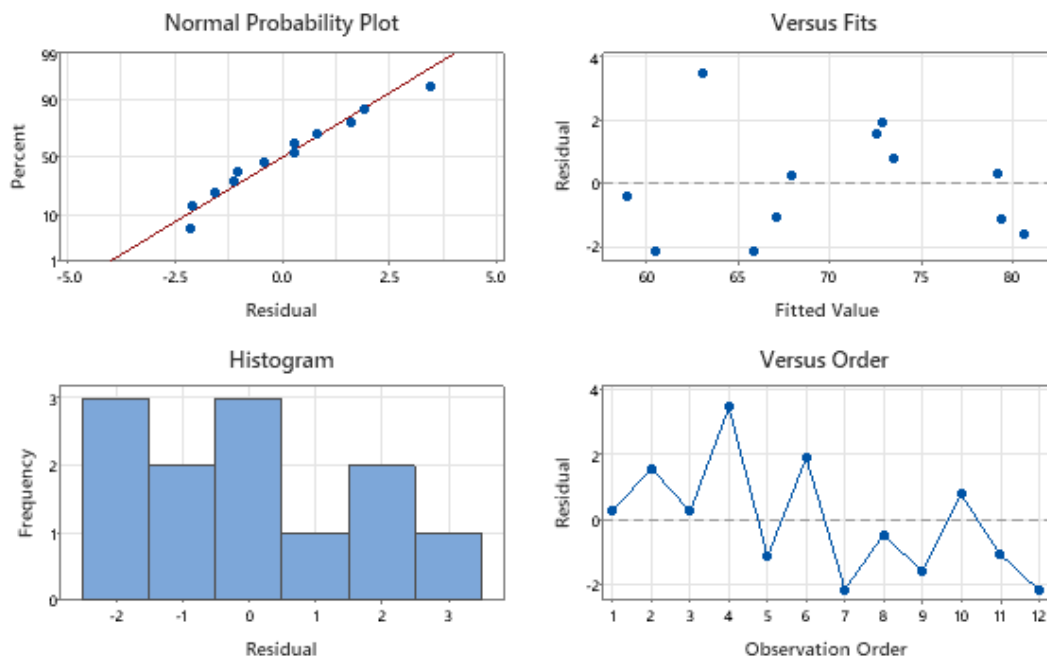 Normal Probability Plot
Percent
99
90
50
10
1
-5.0 -2.5 0.0 2.5 5.0
Residual
Versus Fits
Residual
4
2
0
-2
60 65 70 75 80
Fitted Value
Histogram
Frequency
3
2
1
0
-2 -1 0 1 2 3
Residual
Versus Order
Residual
4
2
0
-2
1 2 3 4 5 6 7 8 9 10 11 12
Observation Order